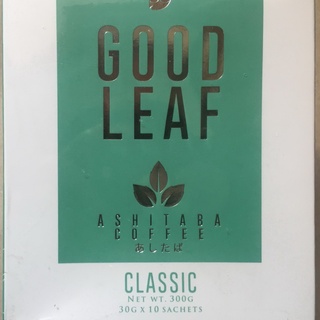 GOOD
LEAF
ASHITABA
COFFEE
あしたば
CLASSIC
NET WT. 300G
30G X 10 SACHETS